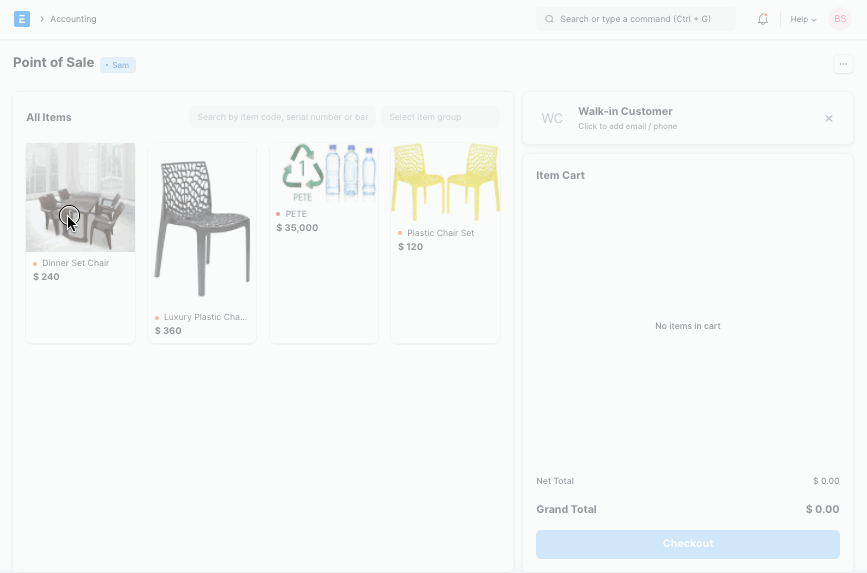 E
Accounting
Search or type a command (Ctrl + G)
Help
BS
Point of Sale
Sam
All Items
Search by item code, serial number or bar
Select item group
Walk-in Customer
WC
Click to add email / phone
Item Cart
1
PETE
PETE
$ 35,000
Plastic Chair Set
$ 120
Dinner Set Chair
$ 240
Luxury Plastic Cha...
$ 360
No items in cart
Net Total
$ 0.00
Grand Total
$ 0.00
Checkout